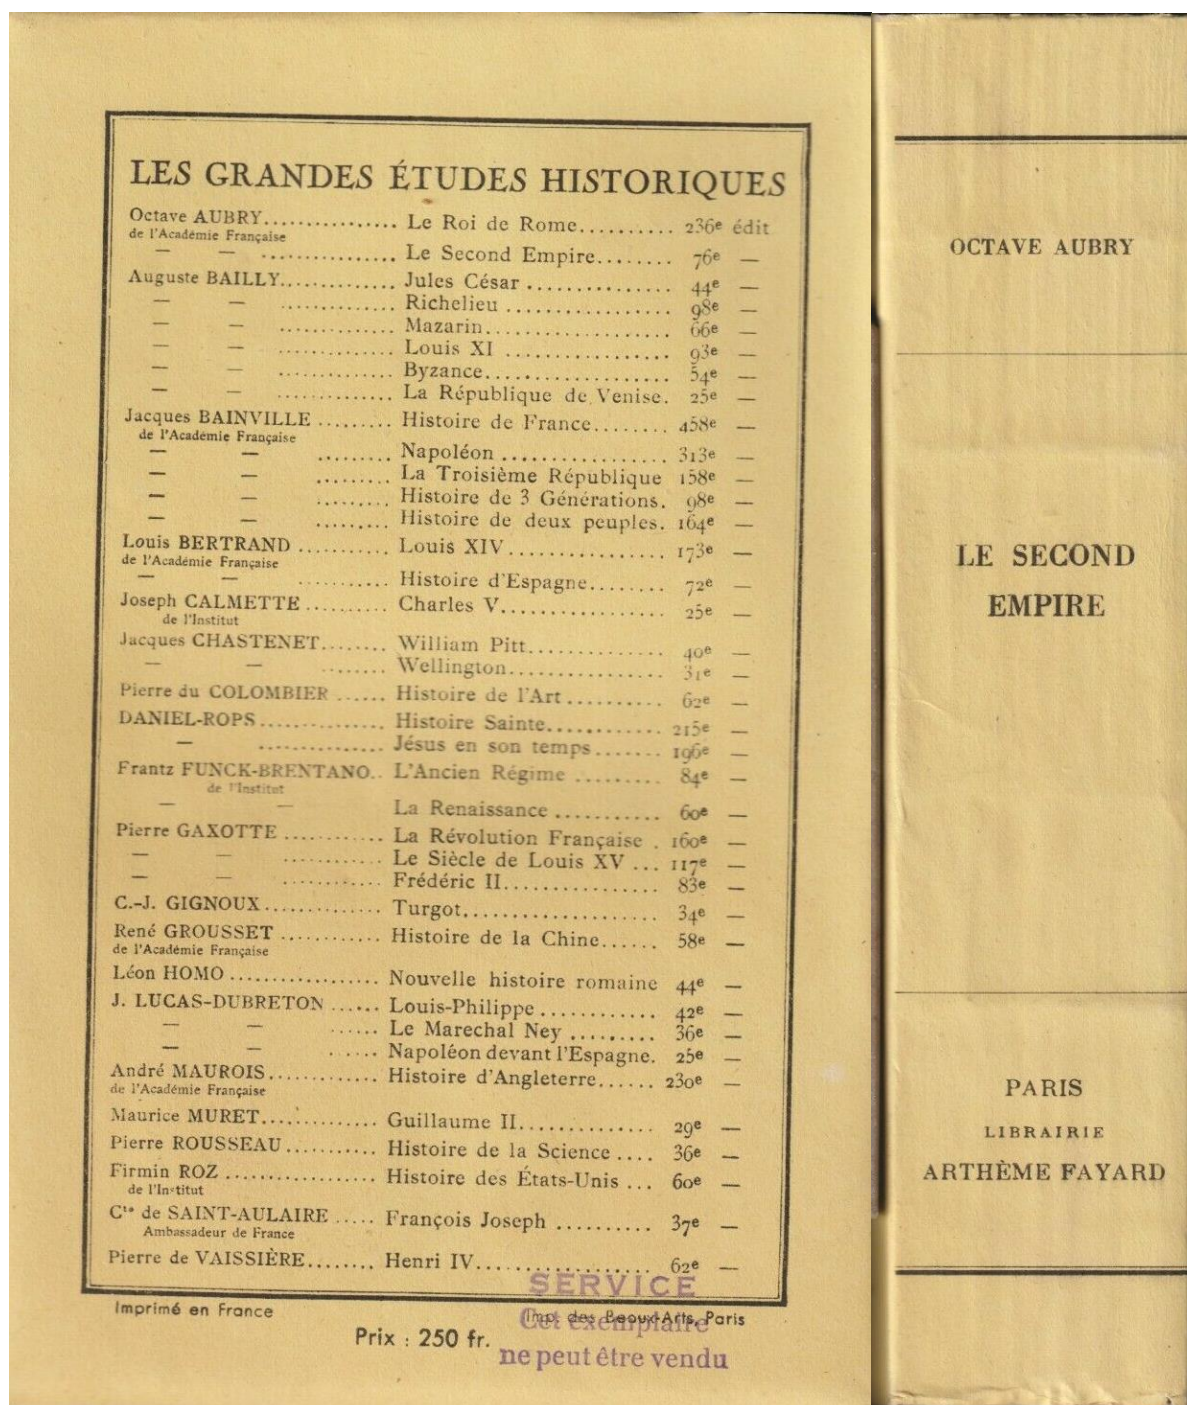 LES GRANDES ÉTUDES HISTORIQUES
Octave AUBRY................ Le Roi de Rome.......... 236e édit
de l'Académie Française
— — ................ Le Second Empire........ 76e —
Auguste BAILLY............. Jules César ............... 44e —
— — ............. Richelieu ................. 98e —
— — ............. Mazarin................... 66e —
— — ............. Louis XI ................. 93e —
— — ............. Byzance................... 54e —
— — ............. La République de Venise. 25e —
Jacques BAINVILLE ......... Histoire de France........ 458e —
de l'Académie Française
— — ......... Napoléon ................. 313e —
— — ......... La Troisième République 158e —
— — ......... Histoire de 3 Générations. 98e —
— — ......... Histoire de deux peuples. 164e —
Louis BERTRAND ........... Louis XIV................ 173e —
de l'Académie Française
— — ........... Histoire d'Espagne........ 72e —
Joseph CALMETTE .......... Charles V................. 25e —
de l'Institut
Jacques CHASTENET........ William Pitt.............. 40e —
— — ........ Wellington................ 31e —
Pierre du COLOMBIER ...... Histoire de l'Art .......... 62e —
DANIEL-ROPS............... Histoire Sainte............ 215e —
— ............... Jésus en son temps....... 196e —
Frantz FUNCK-BRENTANO.. L'Ancien Régime ......... 84e —
de l'Institut
— — La Renaissance ........... 60e —
Pierre GAXOTTE ............ La Révolution Française . 160e —
— — ............ Le Siècle de Louis XV ... 117e —
— — ............ Frédéric II................ 83e —
C.-J. GIGNOUX.............. Turgot.................... 34e —
René GROUSSET ............ Histoire de la Chine...... 58e —
de l'Académie Française
Léon HOMO.................. Nouvelle histoire romaine 44e —
J. LUCAS-DUBRETON ...... Louis-Philippe ............ 42e —
— — ...... Le Marechal Ney ......... 36e —
— — ...... Napoléon devant l'Espagne. 25e —
André MAUROIS............. Histoire d'Angleterre...... 230e —
de l'Académie Française
Maurice MURET.............. Guillaume II.............. 29e —
Pierre ROUSSEAU........... Histoire de la Science .... 36e —
Firmin ROZ .................. Histoire des États-Unis ... 60e —
de l'Institut
Cte de SAINT-AULAIRE ..... François Joseph .......... 37e —
Ambassadeur de France
Pierre de VAISSIÈRE........ Henri IV.................. 62e —
Imprimé en France
Imp. des Beaux-Arts, Paris
Prix : 250 fr.
SERVICE
Cet exemplaire
ne peut être vendu
OCTAVE AUBRY
LE SECOND
EMPIRE
PARIS
LIBRAIRIE
ARTHÈME FAYARD